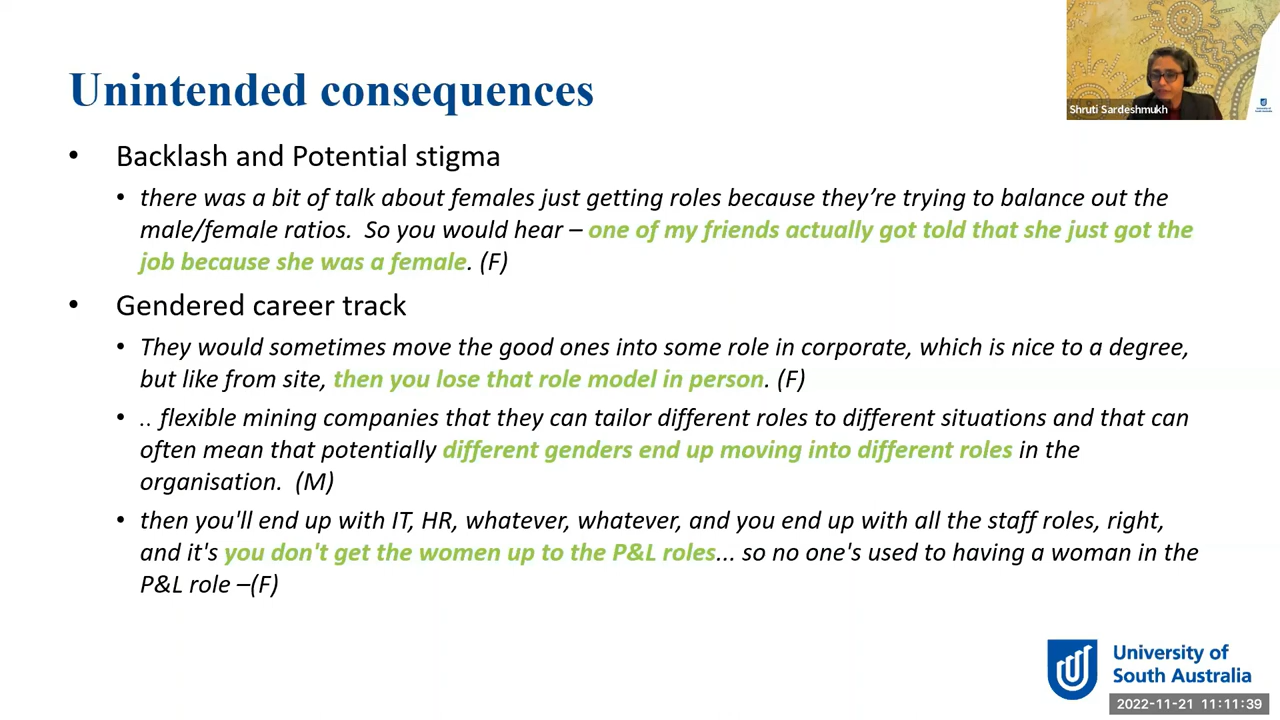 Unintended consequences
Shruti Sardeshmukh
• Backlash and Potential stigma
• there was a bit of talk about females just getting roles because they're trying to balance out the
male/female ratios.  So you would hear – one of my friends actually got told that she just got the
job because she was a female. (F)
• Gendered career track
• They would sometimes move the good ones into some role in corporate, which is nice to a degree,
but like from site, then you lose that role model in person. (F)
• .. flexible mining companies that they can tailor different roles to different situations and that can
often mean that potentially different genders end up moving into different roles in the
organisation.  (M)
• then you'll end up with IT, HR, whatever, whatever, and you end up with all the staff roles, right,
and it's you don't get the women up to the P&L roles... so no one's used to having a woman in the
P&L role –(F)
University of
South Australia
2022-11-21 11:11:39